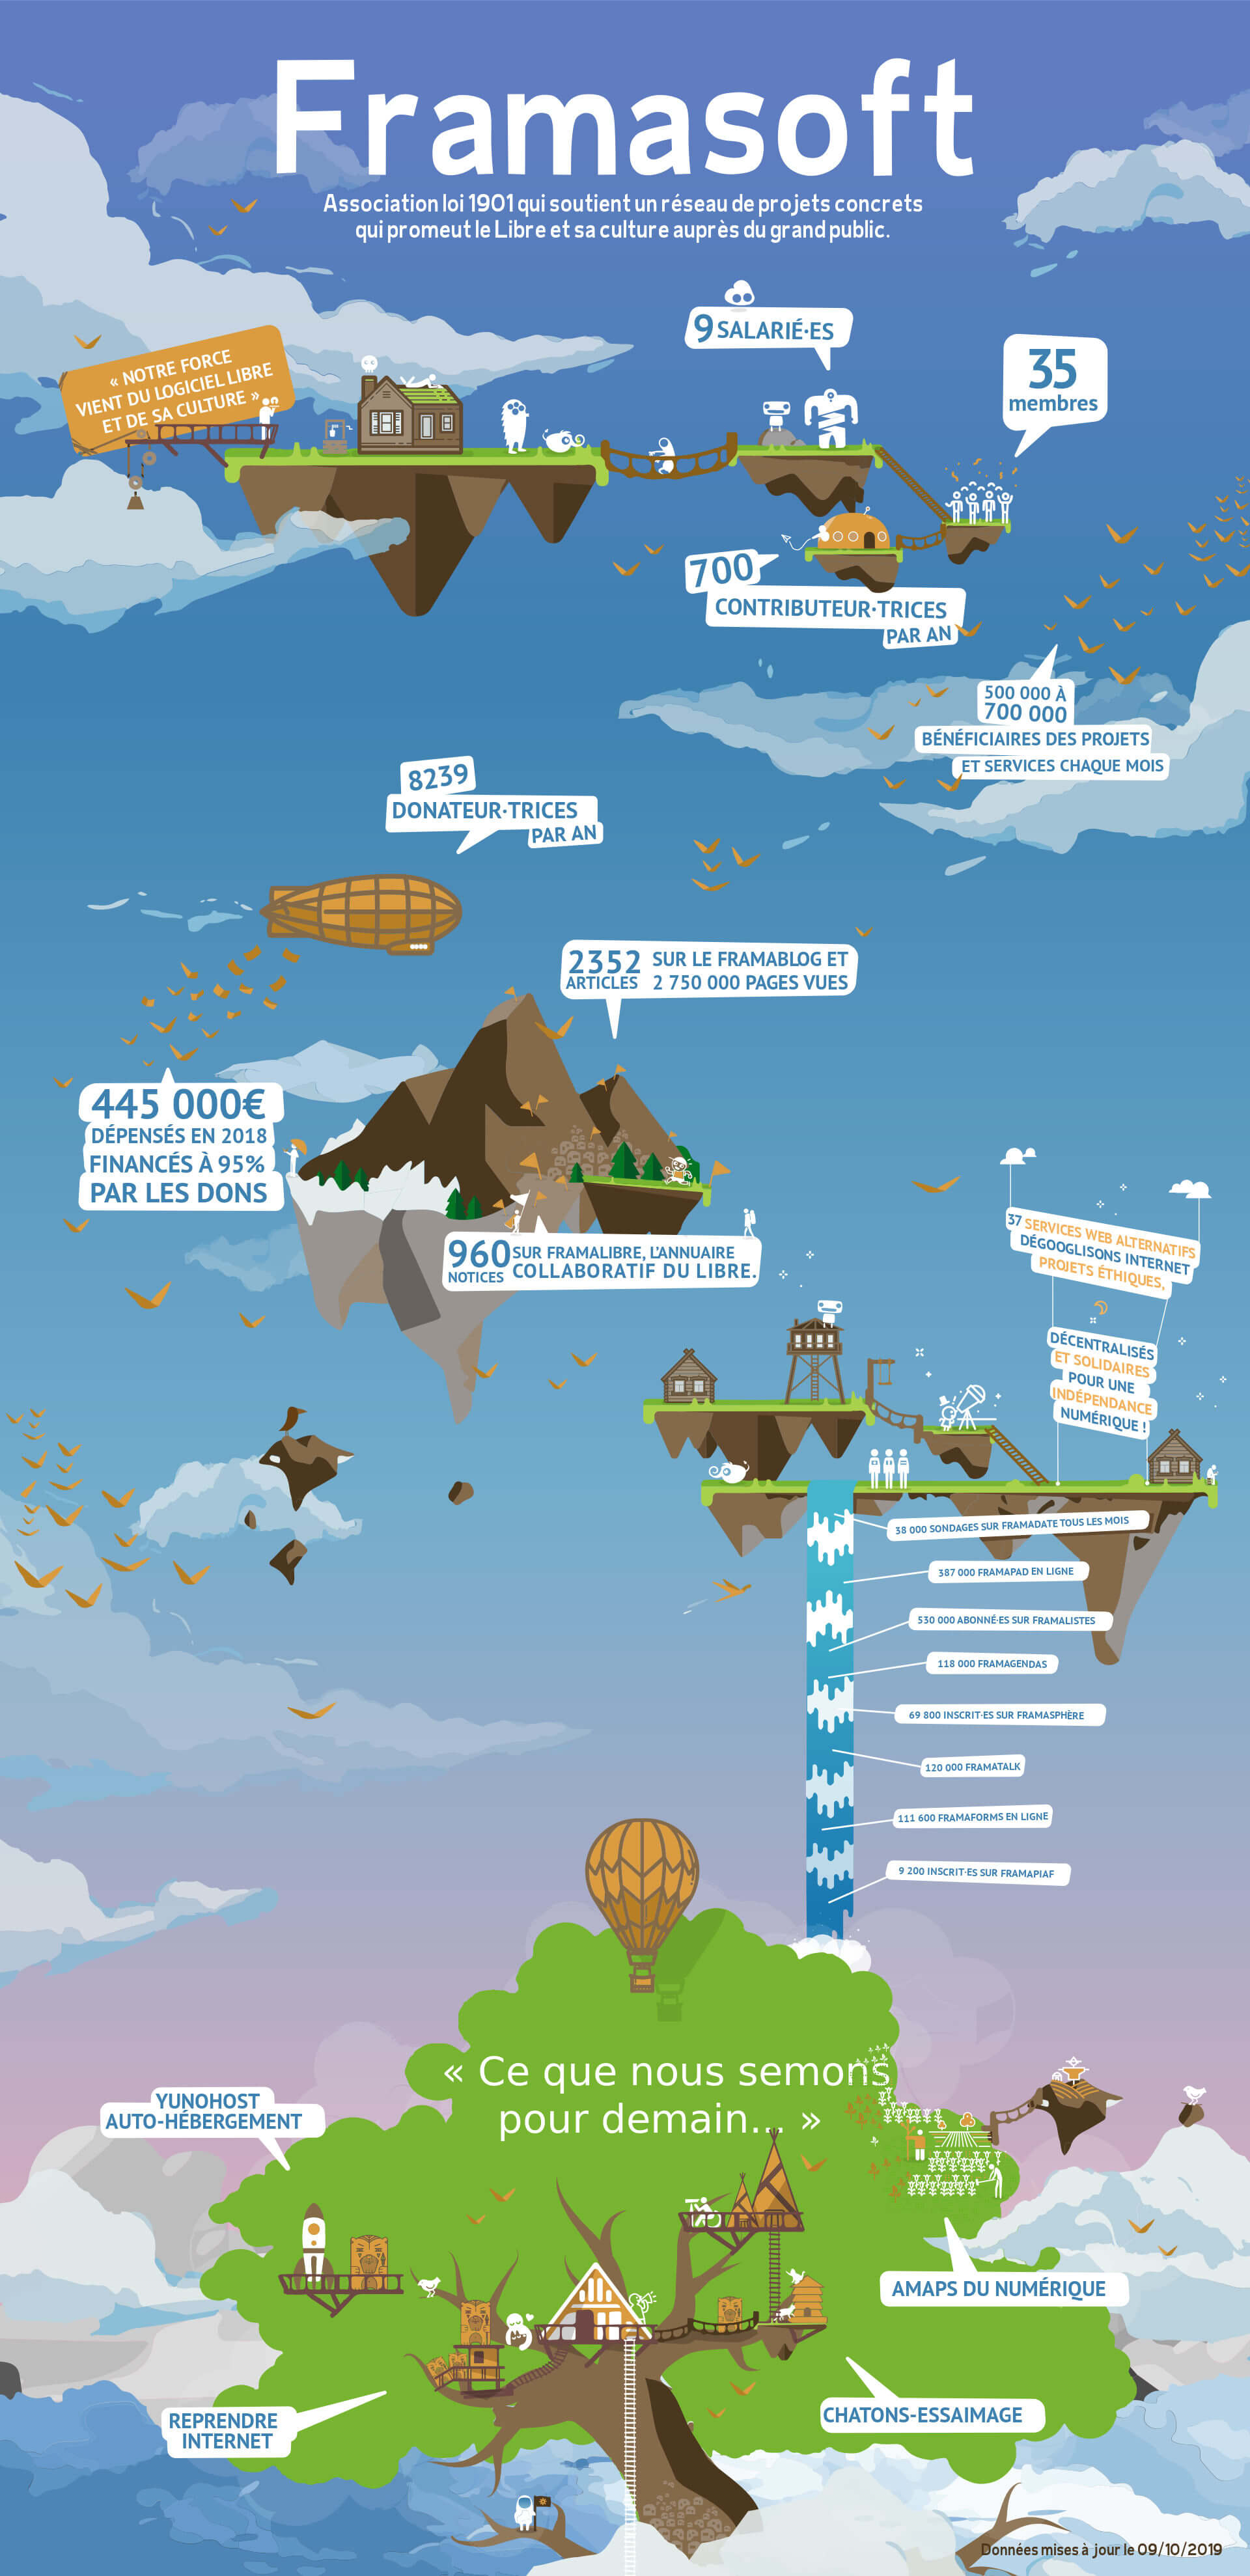 Framasoft
Association loi 1901 qui soutient un réseau de projets concrets
qui promeut le Libre et sa culture auprès du grand public.
« NOTRE FORCE
VIENT DU LOGICIEL LIBRE
ET DE SA CULTURE »
9 SALARIÉ·ES
35
membres
700
CONTRIBUTEUR·TRICES
PAR AN
500 000 À
700 000
BÉNÉFICIAIRES DES PROJETS
ET SERVICES CHAQUE MOIS
8239
DONATEUR·TRICES
PAR AN
2352 SUR LE FRAMABLOG ET
ARTICLES 2 750 000 PAGES VUES
445 000€
DÉPENSÉS EN 2018
FINANCÉS À 95%
PAR LES DONS
960 SUR FRAMALIBRE, L'ANNUAIRE
NOTICES COLLABORATIF DU LIBRE.
37 SERVICES WEB ALTERNATIFS
DÉGOOGLISONS INTERNET
PROJETS ÉTHIQUES,
DÉCENTRALISÉS
ET SOLIDAIRES
POUR UNE
INDÉPENDANCE
NUMÉRIQUE !
38 000 SONDAGES SUR FRAMADATE TOUS LES MOIS
387 000 FRAMAPAD EN LIGNE
530 000 ABONNÉ·ES SUR FRAMALISTES
118 000 FRAMAGENDAS
69 800 INSCRIT·ES SUR FRAMASPHÈRE
120 000 FRAMATALK
111 600 FRAMAFORMS EN LIGNE
9 200 INSCRIT·ES SUR FRAMAPIAF
« Ce que nous semons
pour demain... »
YUNOHOST
AUTO-HÉBERGEMENT
AMAPS DU NUMÉRIQUE
REPRENDRE
INTERNET
CHATONS-ESSAIMAGE
Données mises à jour le 09/10/2019